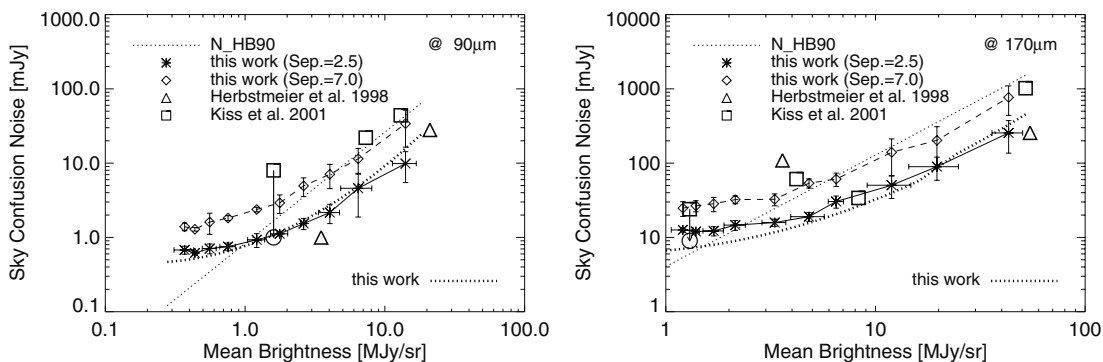 Sky Confusion Noise [mJy]
1000.0
100.0
10.0
1.0
0.1
N_HB90
@ 90μm
this work (Sep.=2.5)
this work (Sep.=7.0)
Herbstmeier et al. 1998
Kiss et al. 2001
this work
0.1
1.0
10.0
100.0
Mean Brightness [MJy/sr]
Sky Confusion Noise [mJy]
10000
1000
100
10
1
N_HB90
@ 170μm
this work (Sep.=2.5)
this work (Sep.=7.0)
Herbstmeier et al. 1998
Kiss et al. 2001
this work
1
10
100
Mean Brightness [MJy/sr]